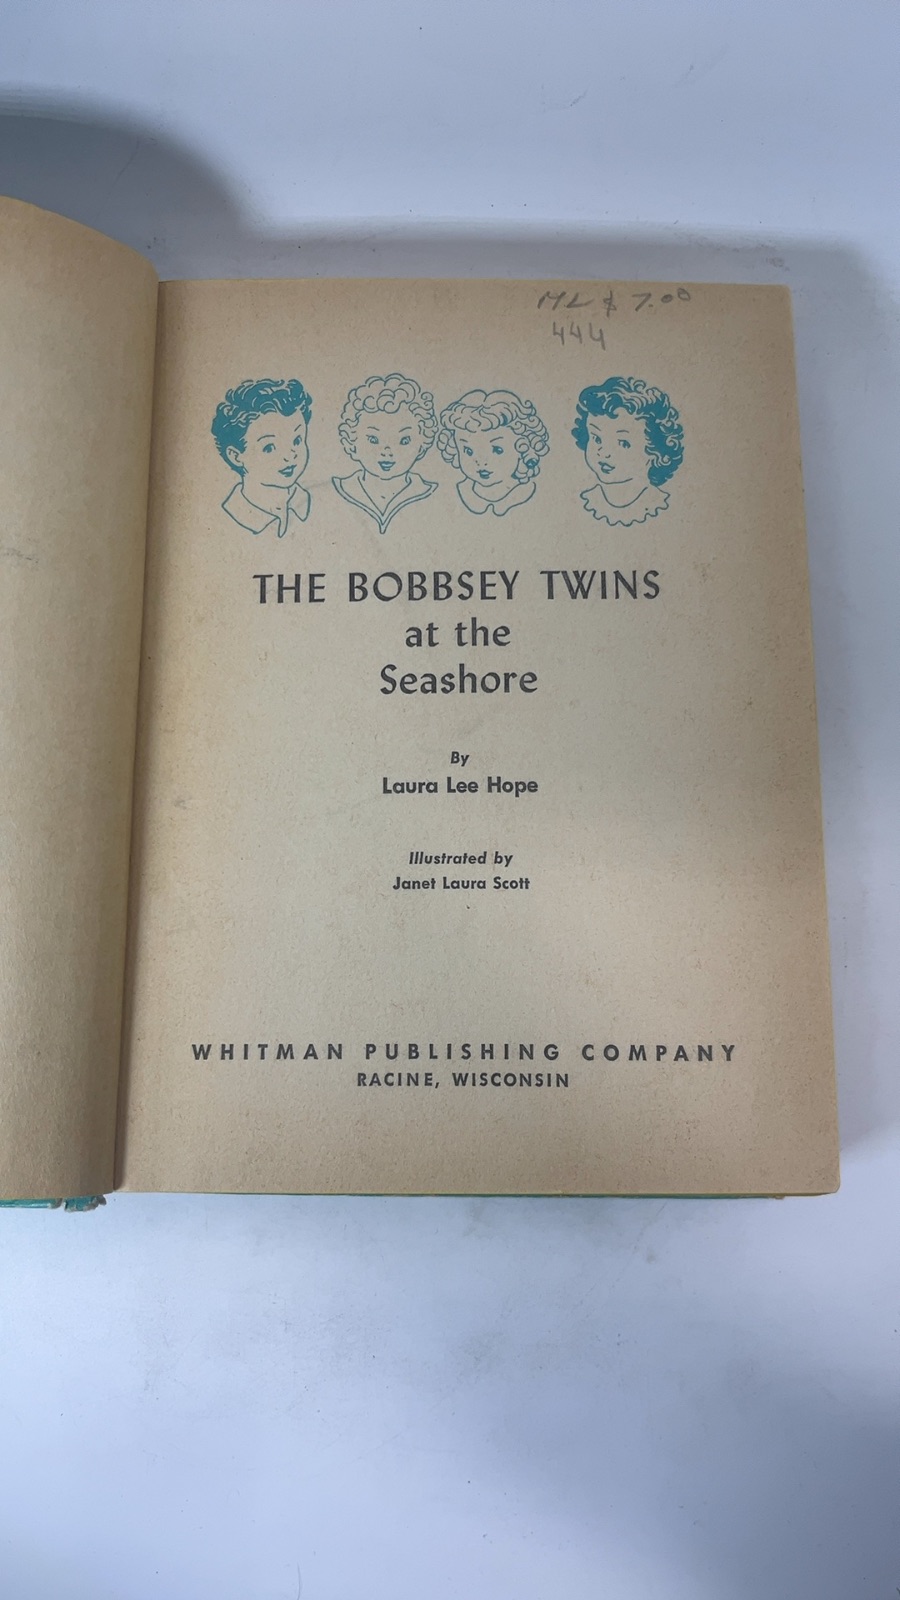 ML $ 7.00
444
THE BOBBSEY TWINS
at the
Seashore
By
Laura Lee Hope
Illustrated by
Janet Laura Scott
WHITMAN PUBLISHING COMPANY
RACINE, WISCONSIN